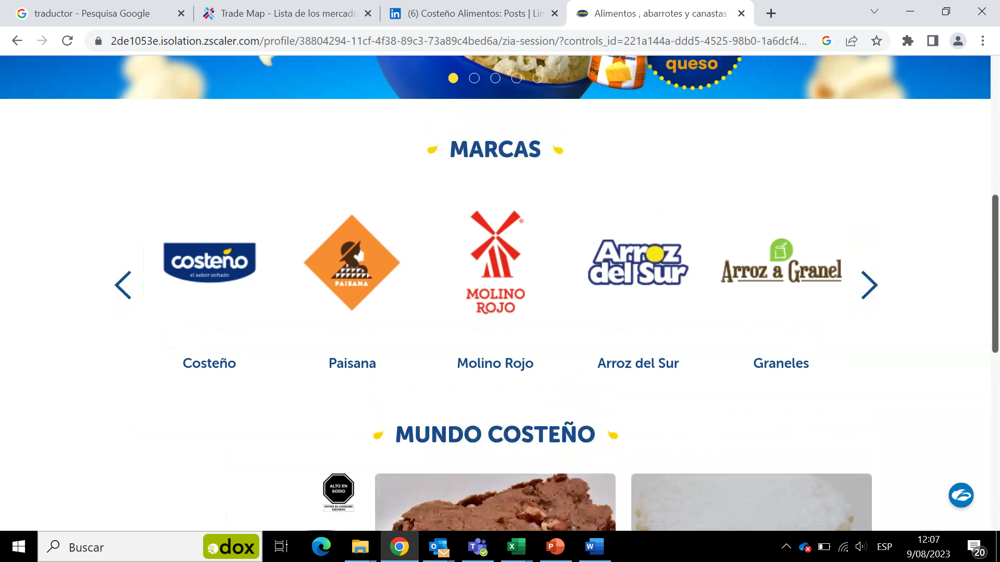 traductor - Pesquisa Google
Trade Map - Lista de los mercado
(6) Costeño Alimentos: Posts | Lin
Alimentos , abarrotes y canastas
2de1053e.isolation.zscaler.com/profile/38804294-11cf-4f38-89c3-73a89c4bed6a/zia-session/?controls_id=221a144a-ddd5-4525-98b0-1a6dcf4...
queso
64g
queso
MARCAS
costeño
el sabor soñado
PAISANA
MOLINO
ROJO
Arroz
del Sur
Arroz a Granel
Costeño
Paisana
Molino Rojo
Arroz del Sur
Graneles
MUNDO COSTEÑO
ALTO EN
SODIO
EVITAR SU CONSUMO
EXCESIVO
Buscar
dox
ESP
12:07
9/08/2023
20